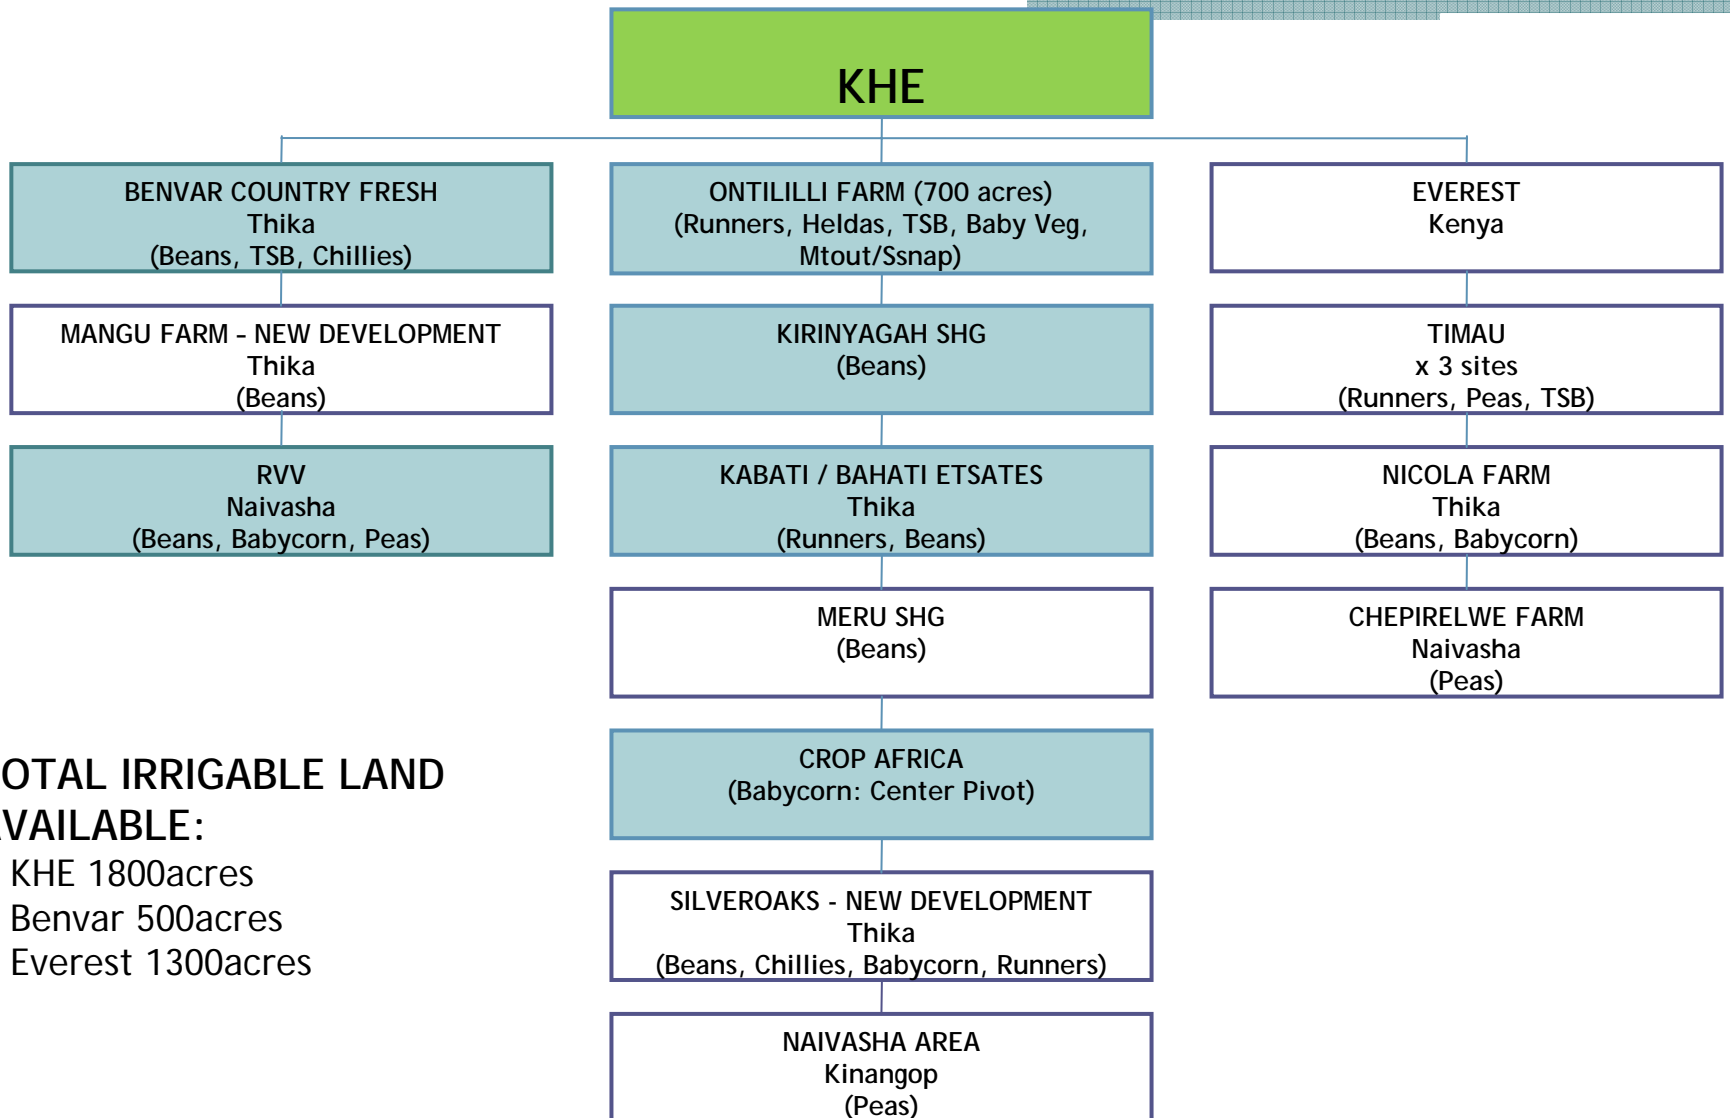 KHE
BENVAR COUNTRY FRESH
Thika
(Beans, TSB, Chillies)
MANGU FARM - NEW DEVELOPMENT
Thika
(Beans)
RVV
Naivasha
(Beans, Babycorn, Peas)
ONTILILLI FARM (700 acres)
(Runners, Heldas, TSB, Baby Veg,
Mtout/Ssnap)
KIRINYAGAH SHG
(Beans)
KABATI / BAHATI ETSATES
Thika
(Runners, Beans)
MERU SHG
(Beans)
CROP AFRICA
(Babycorn: Center Pivot)
SILVEROAKS - NEW DEVELOPMENT
Thika
(Beans, Chillies, Babycorn, Runners)
NAIVASHA AREA
Kinangop
(Peas)
EVEREST
Kenya
TIMAU
x 3 sites
(Runners, Peas, TSB)
NICOLA FARM
Thika
(Beans, Babycorn)
CHEPIRELWE FARM
Naivasha
(Peas)
OTAL IRRIGABLE LAND
AVAILABLE:
KHE 1800acres
Benvar 500acres
Everest 1300acres